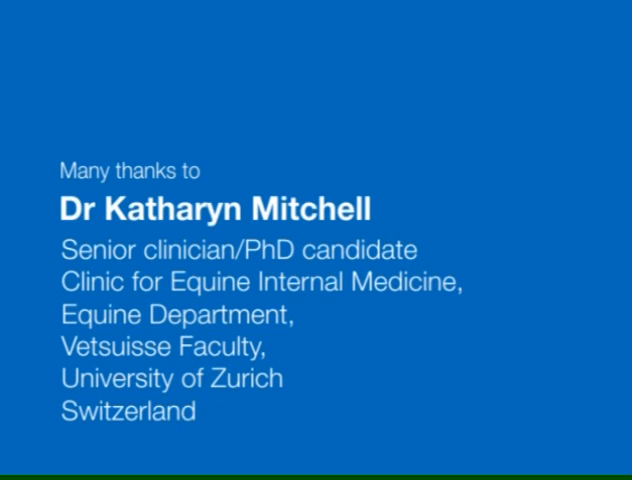 Many thanks to
Dr Katharyn Mitchell
Senior clinician/PhD candidate
Clinic for Equine Internal Medicine,
Equine Department,
Vetsuisse Faculty,
University of Zurich
Switzerland